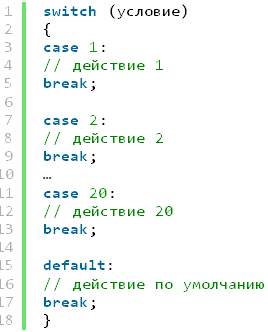 1 switch (условие)
2 {
3 case 1:
4 // действие 1
5 break;
6
7 case 2:
8 // действие 2
9 break;
10 …
11 case 20:
12 // действие 20
13 break;
14
15 default:
16 // действие по умолчанию
17 break;
18 }